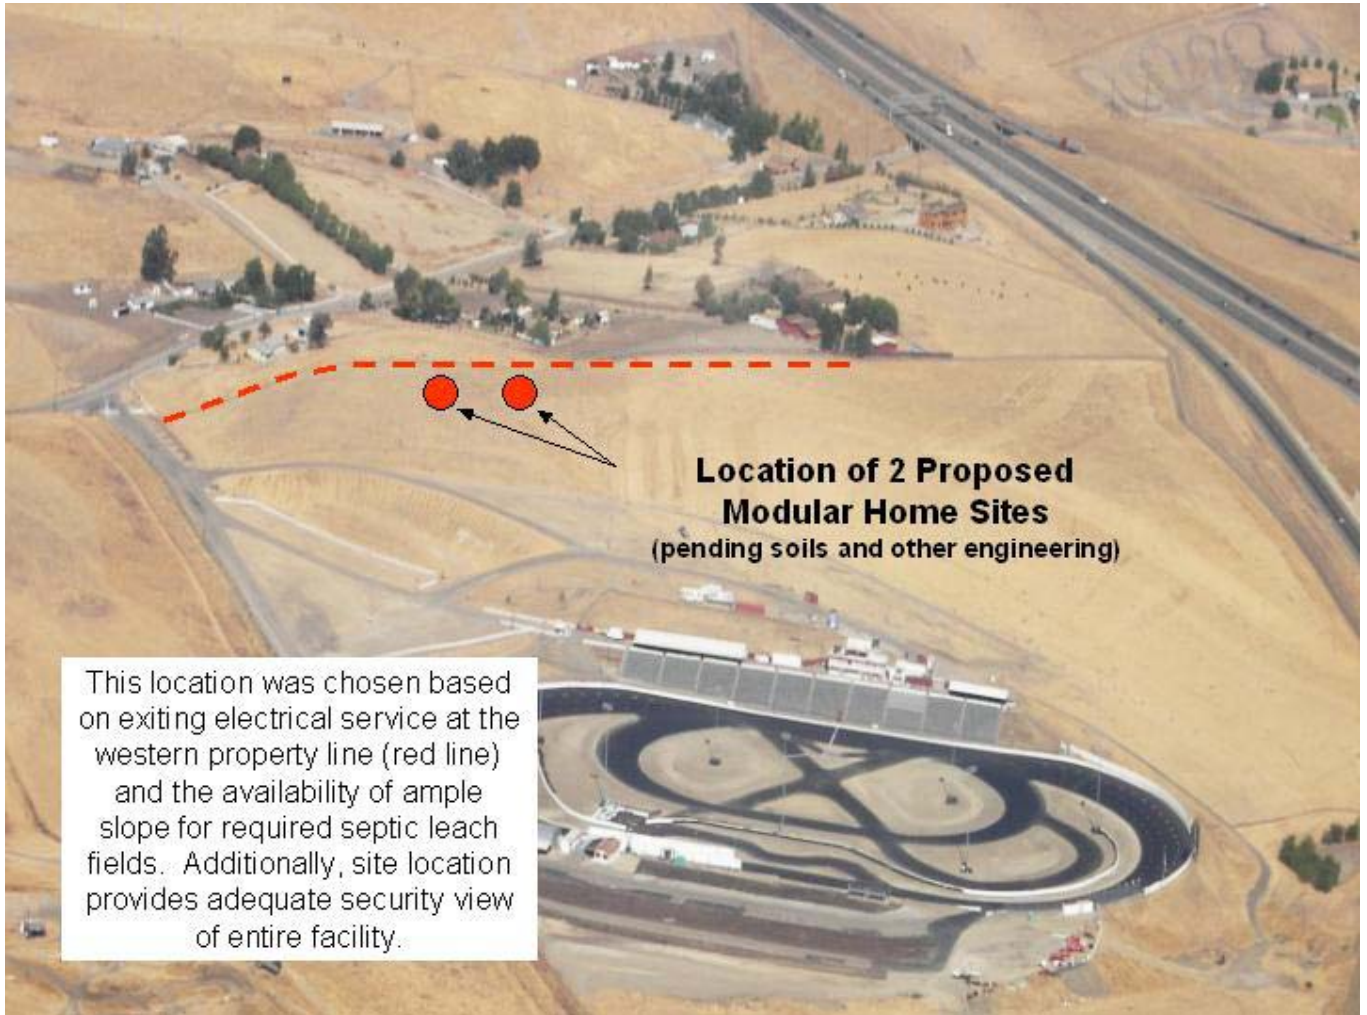 Location of 2 Proposed
Modular Home Sites
(pending soils and other engineering)
This location was chosen based
on exiting electrical service at the
western property line (red line)
and the availability of ample
slope for required septic leach
fields.  Additionally, site location
provides adequate security view
of entire facility.